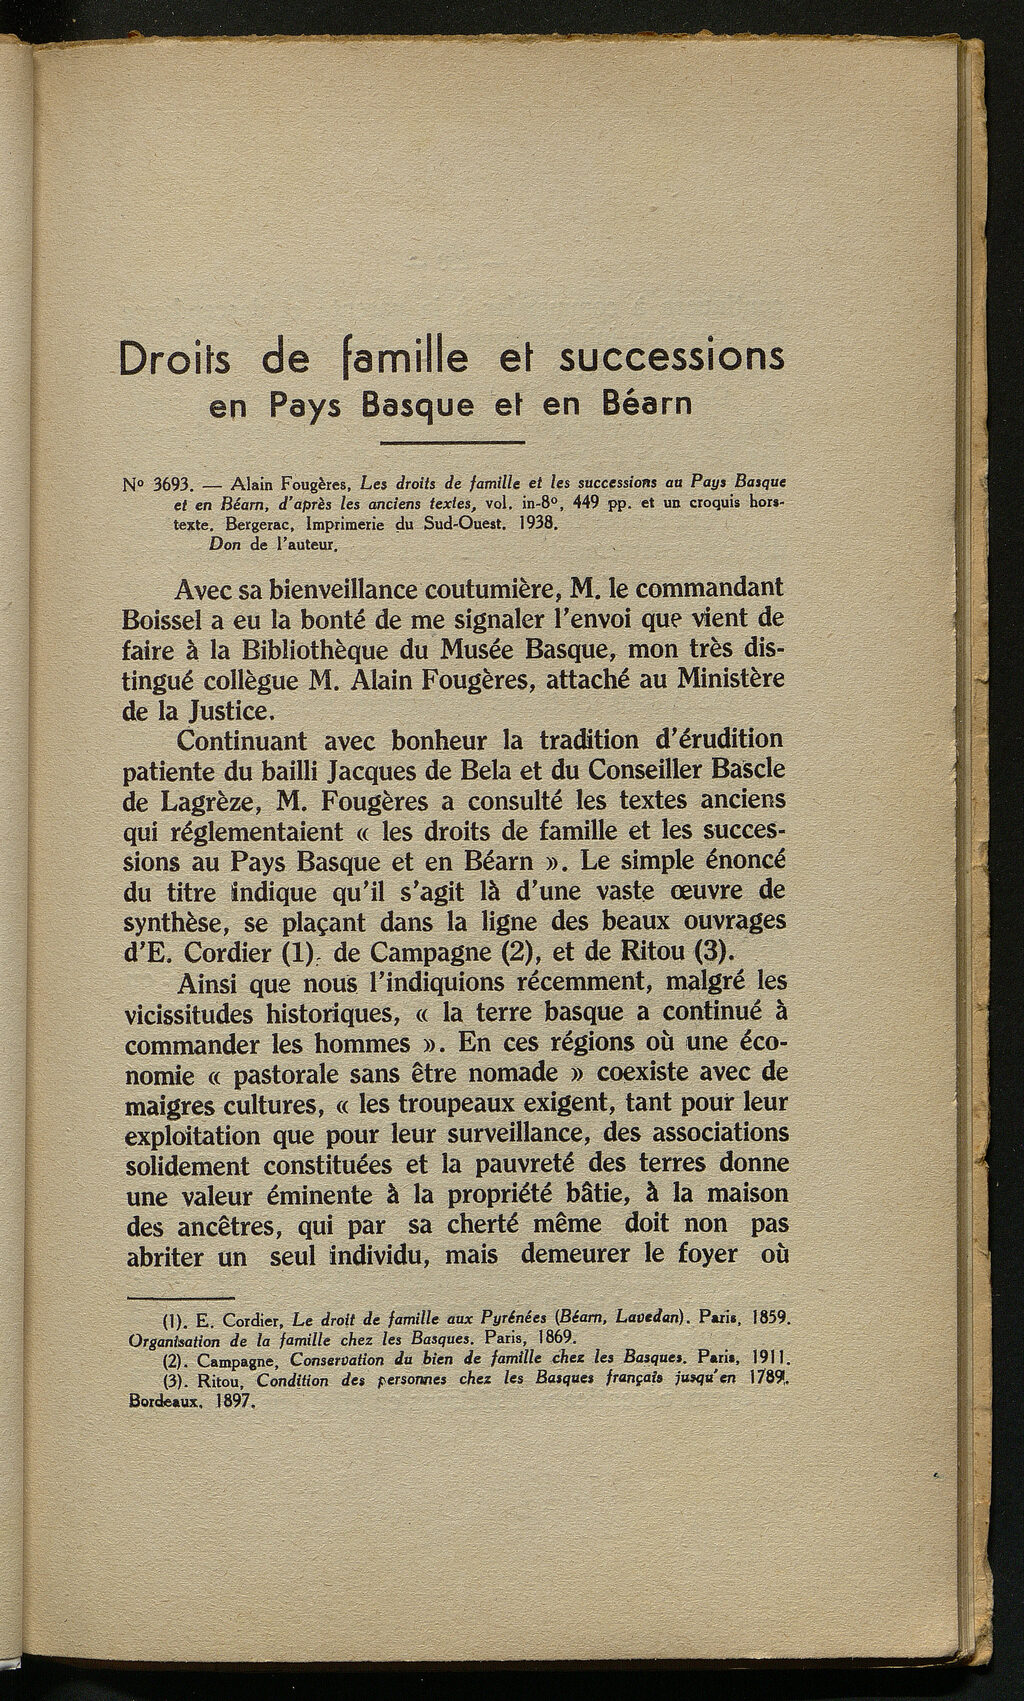 Droits de famille et successions
en Pays Basque et en Béarn
Nº 3693. — Alain Fougères, Les droits de famille et les successions au Pays Basque
et en Béarn, d'après les anciens textes, vol. in-8º, 449 pp. et un croquis hors-
texte. Bergerac, Imprimerie du Sud-Ouest. 1938.
Don de l'auteur.
Avec sa bienveillance coutumière, M. le commandant
Boissel a eu la bonté de me signaler l'envoi que vient de
faire à la Bibliothèque du Musée Basque, mon très dis-
tingué collègue M. Alain Fougères, attaché au Ministère
de la Justice.
Continuant avec bonheur la tradition d'érudition
patiente du bailli Jacques de Bela et du Conseiller Bascle
de Lagrèze, M. Fougères a consulté les textes anciens
qui réglementaient « les droits de famille et les succes-
sions au Pays Basque et en Béarn ». Le simple énoncé
du titre indique qu'il s'agit là d'une vaste œuvre de
synthèse, se plaçant dans la ligne des beaux ouvrages
d'E. Cordier (1), de Campagne (2), et de Ritou (3).
Ainsi que nous l'indiquions récemment, malgré les
vicissitudes historiques, « la terre basque a continué à
commander les hommes ». En ces régions où une éco-
nomie « pastorale sans être nomade » coexiste avec de
maigres cultures, « les troupeaux exigent, tant pour leur
exploitation que pour leur surveillance, des associations
solidement constituées et la pauvreté des terres donne
une valeur éminente à la propriété bâtie, à la maison
des ancêtres, qui par sa cherté même doit non pas
abriter un seul individu, mais demeurer le foyer où
(1). E. Cordier, Le droit de famille aux Pyrénées (Béarn, Lavedan). Paris, 1859.
Organisation de la famille chez les Basques. Paris, 1869.
(2). Campagne, Conservation du bien de famille chez les Basques. Paris, 1911.
(3). Ritou, Condition des personnes chez les Basques français jusqu'en 1789.
Bordeaux. 1897.